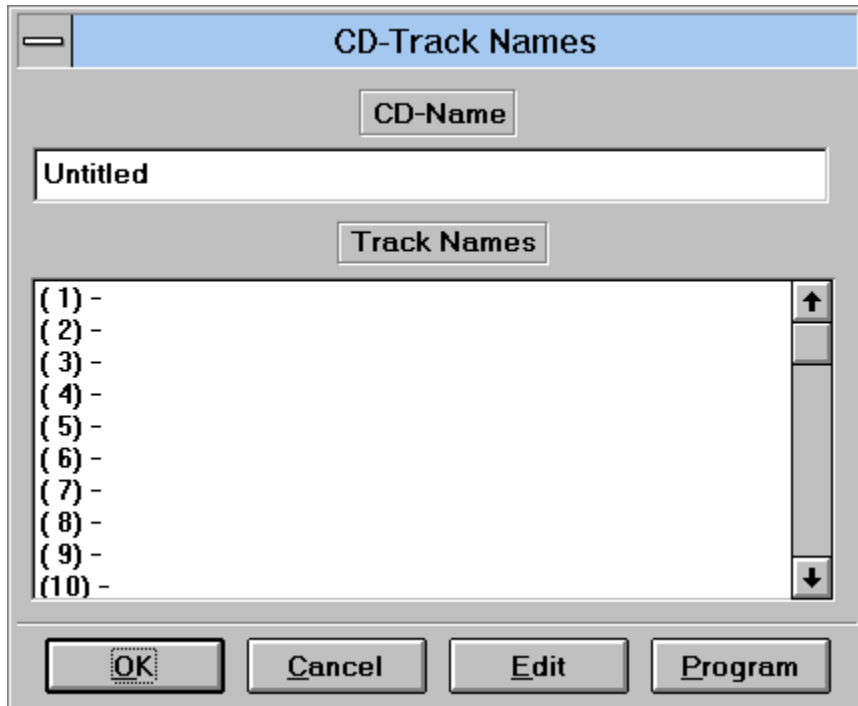 CD-Track Names
CD-Name
Untitled
Track Names
( 1) -
( 2) -
( 3) -
( 4) -
( 5) -
( 6) -
( 7) -
( 8) -
( 9) -
(10) -
OK Cancel Edit Program